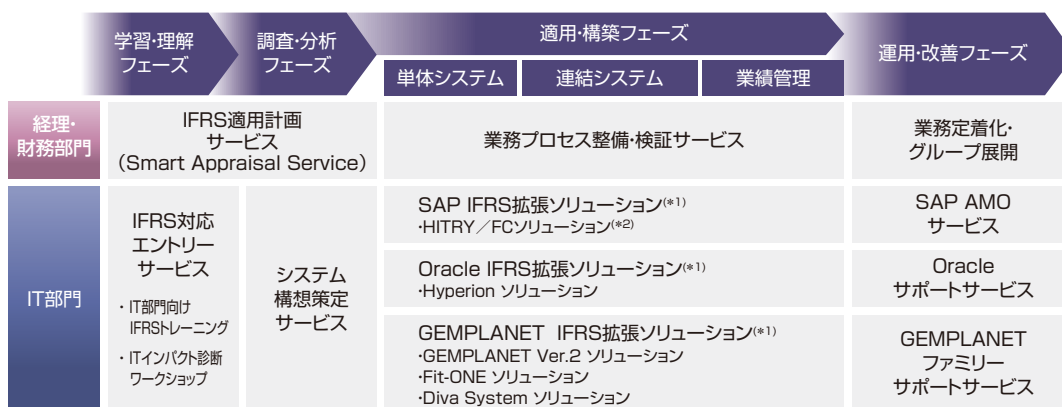 学習・理解
フェーズ
調査・分析
フェーズ
適用・構築フェーズ
単体システム
連結システム
業績管理
運用・改善フェーズ
経理・
財務部門
IFRS適用計画
サービス
（Smart Appraisal Service）
業務プロセス整備・検証サービス
業務定着化・
グループ展開
IT部門
IFRS対応
エントリー
サービス
・IT部門向け
IFRSトレーニング
・ITインパクト診断
ワークショップ
システム
構想策定
サービス
SAP IFRS拡張ソリューション(*1)
・HITRY／FCソリューション(*2)
SAP AMO
サービス
Oracle IFRS拡張ソリューション(*1)
・Hyperion ソリューション
Oracle
サポートサービス
GEMPLANET IFRS拡張ソリューション(*1)
・GEMPLANET Ver.2 ソリューション
・Fit-ONE ソリューション
・Diva System ソリューション
GEMPLANET
ファミリー
サポートサービス